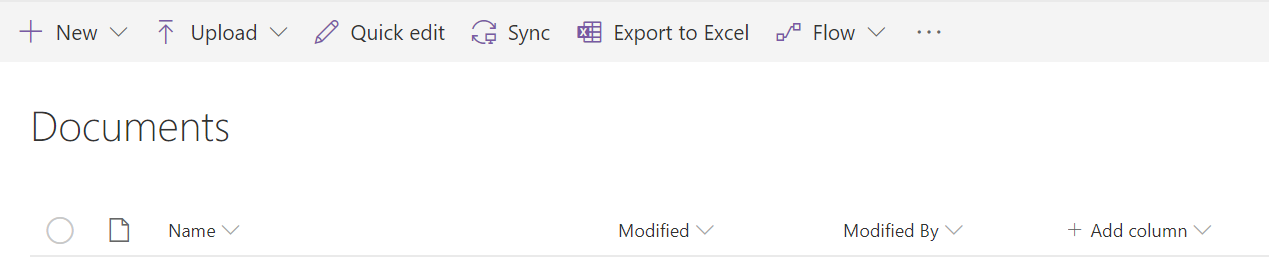 New Upload Quick edit Sync Export to Excel Flow ...
Documents
Name Modified Modified By + Add column